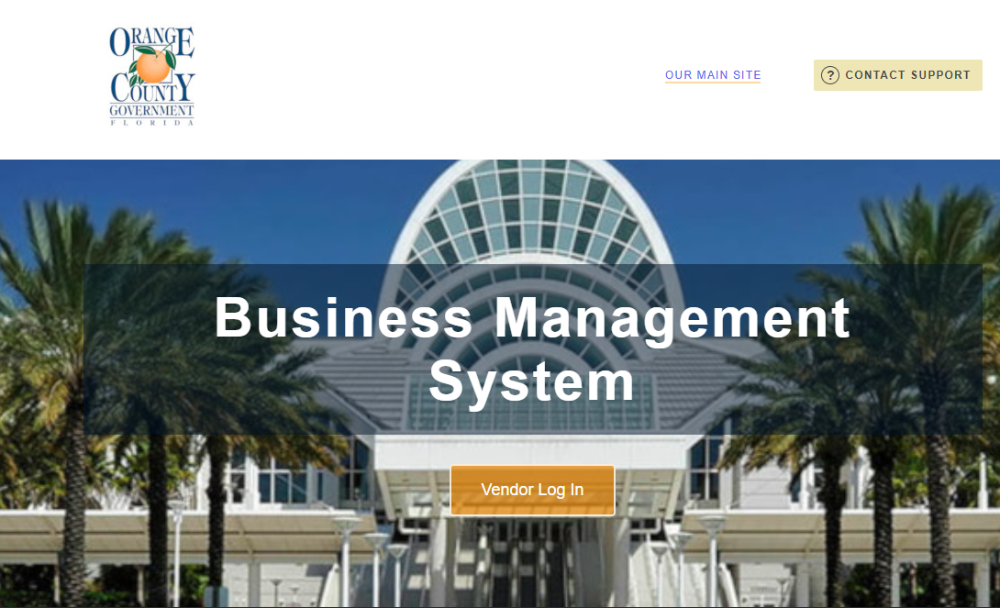 ORANGE
COUNTY
GOVERNMENT
FLORIDA
OUR MAIN SITE
? CONTACT SUPPORT
Business Management
System
Vendor Log In